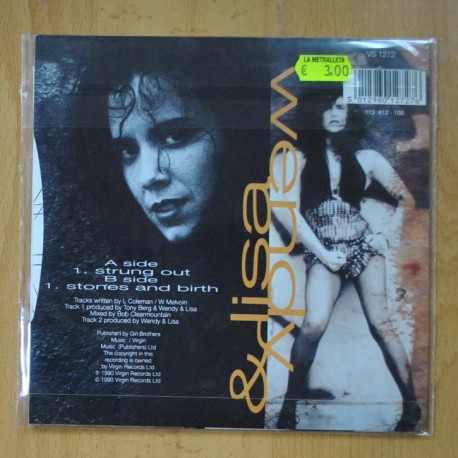 LA METRALLETA
€ 3.00
VS 1272
113 · 412 - 100
wendy
& lisa
A side
1. strung out
B side
1. stones and birth
Tracks written by L Coleman / W Melvoin
Track 1 produced by Tony Berg & Wendy & Lisa
Mixed by Bob Clearmountain
Track 2 produced by Wendy & Lisa
Published by Girl Brothers
Music / Virgin
Music (Publishers) Ltd
The copyright in this
recording is owned
by Virgin Records Ltd
℗ 1990 Virgin Records Ltd
© 1990 Virgin Records Ltd